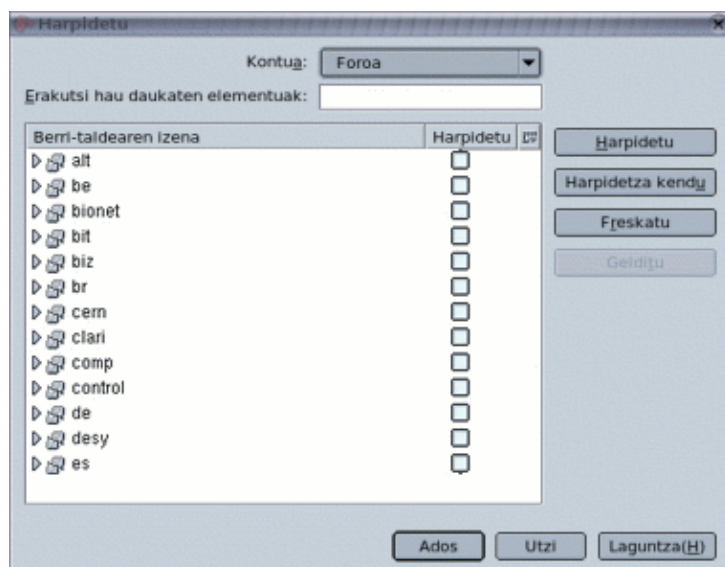 Harpidetu
Kontua: Foroa
Erakutsi hau daukaten elementuak:
Berri-taldearen izena Harpidetu
alt
be
bionet
bit
biz
br
cern
clari
comp
control
de
desy
es
Harpidetu
Harpidetza kendu
Freskatu
Gelditu
Ados Utzi Laguntza(H)